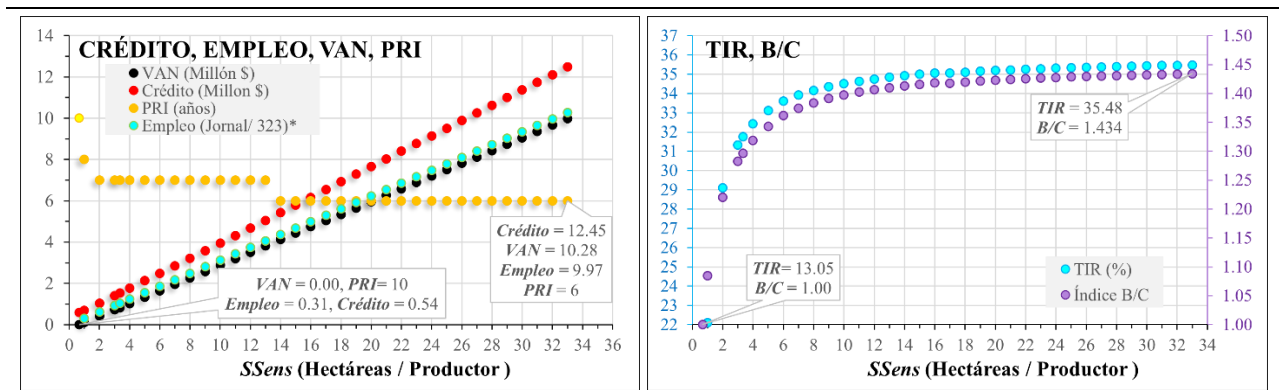 CRÉDITO, EMPLEO, VAN, PRI
VAN (Millón $)
Crédito (Millon $)
PRI (años)
Empleo (Jornal/ 323)*
14
12
10
8
6
4
2
0
Crédito = 12.45
VAN = 10.28
Empleo = 9.97
PRI = 6
VAN = 0.00, PRI= 10
Empleo = 0.31, Crédito = 0.54
0 2 4 6 8 10 12 14 16 18 20 22 24 26 28 30 32 34 36
SSens (Hectáreas / Productor )
TIR, B/C
37
36
35
34
33
32
31
30
29
28
27
26
25
24
23
22
1.50
1.45
1.40
1.35
1.30
1.25
1.20
1.15
1.10
1.05
1.00
TIR = 35.48
B/C = 1.434
TIR= 13.05
B/C = 1.00
TIR (%)
Índice B/C
0 2 4 6 8 10 12 14 16 18 20 22 24 26 28 30 32 34
SSens (Hectáreas / Productor )